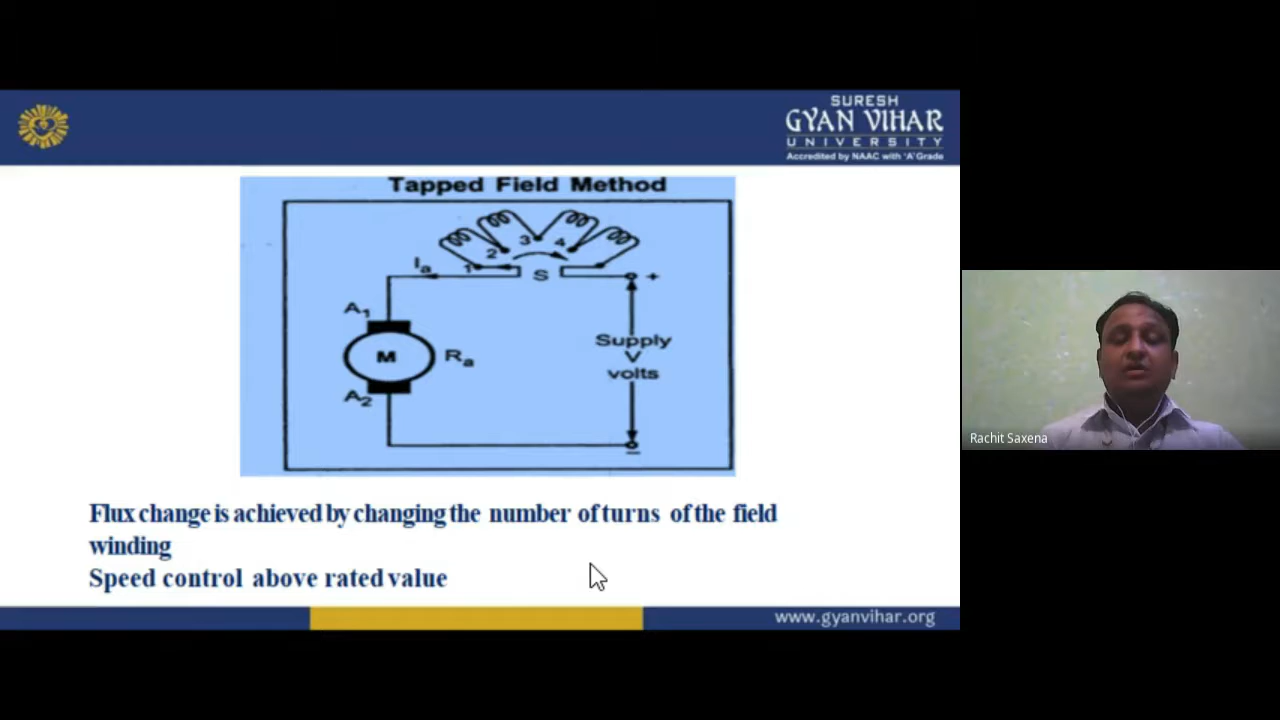 SURESH
GYAN VIHAR
UNIVERSITY
Accredited by NAAC with 'A' Grade
Tapped Field Method
3
2
4
Ia
1
S
+
A1
M
Ra
Supply
V
volts
A2
−
Rachit Saxena
Flux change is achieved by changing the number of turns of the field
winding
Speed control above rated value
www.gyanvihar.org